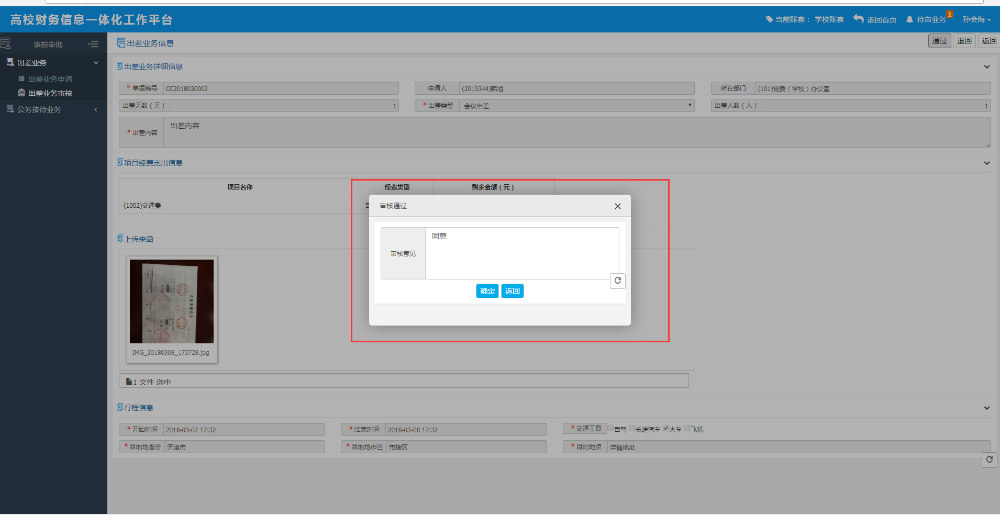 高校财务信息一体化工作平台
当前账套： 学校账套 返回首页 待审业务 1 孙会海
事前审批
出差业务
出差业务申请
出差业务审核
公务接待业务
出差业务信息
通过 退回 返回
出差业务详细信息
* 单据编号 CC2018030002 申请人 (2013344)韩旭 所在部门 (101)党委（学校）办公室
出差天数（天） 1 * 出差类型 会议出差 出差人数（人） 1
* 出差内容 出差内容
项目经费支出信息
项目名称 经费类型 剩余金额（元）
(1002)交通费
审核通过
审核意见 同意
确定 返回
上传来函
IMG_20180308_173728.jpg
1 文件 选中
行程信息
* 开始时间 2018-03-07 17:32 * 结束时间 2018-03-08 17:32 * 交通工具 自驾 长途汽车 火车 飞机
* 目的地省份 天津市 * 目的地市区 市辖区 * 目的地点 详情地址